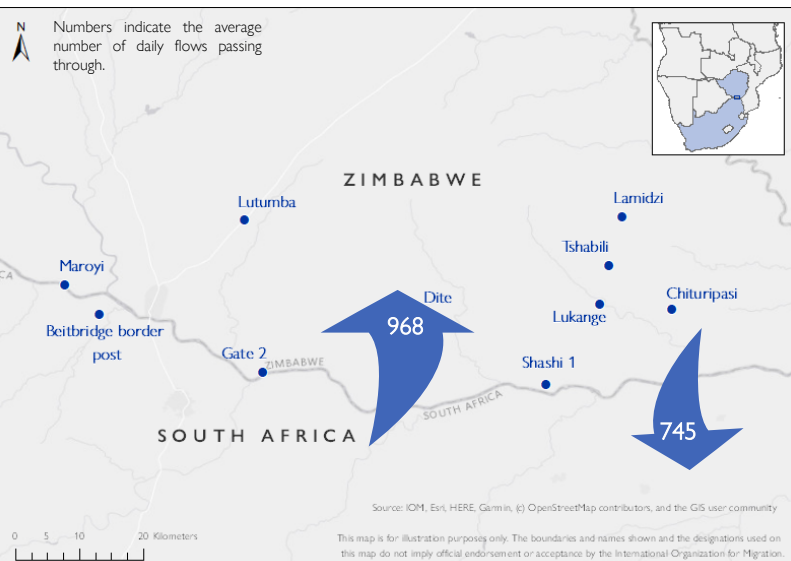 N
Numbers indicate the average
number of daily flows passing
through.
ZIMBABWE
Lutumba
Lamidzi
Tshabili
Maroyi
CA
Dite
Chituripasi
Lukange
968
Beitbridge border
post
Gate 2
ZIMBABWE
Shashi 1
SOUTH AFRICA
SOUTH AFRICA
745
Source: IOM, Esri, HERE, Garmin, (c) OpenStreetMap contributors, and the GIS user community
0 5 10 20 Kilometers
This map is for illustration purposes only. The boundaries and names shown and the designations used on
this map do not imply official endorsement or acceptance by the International Organization for Migration.